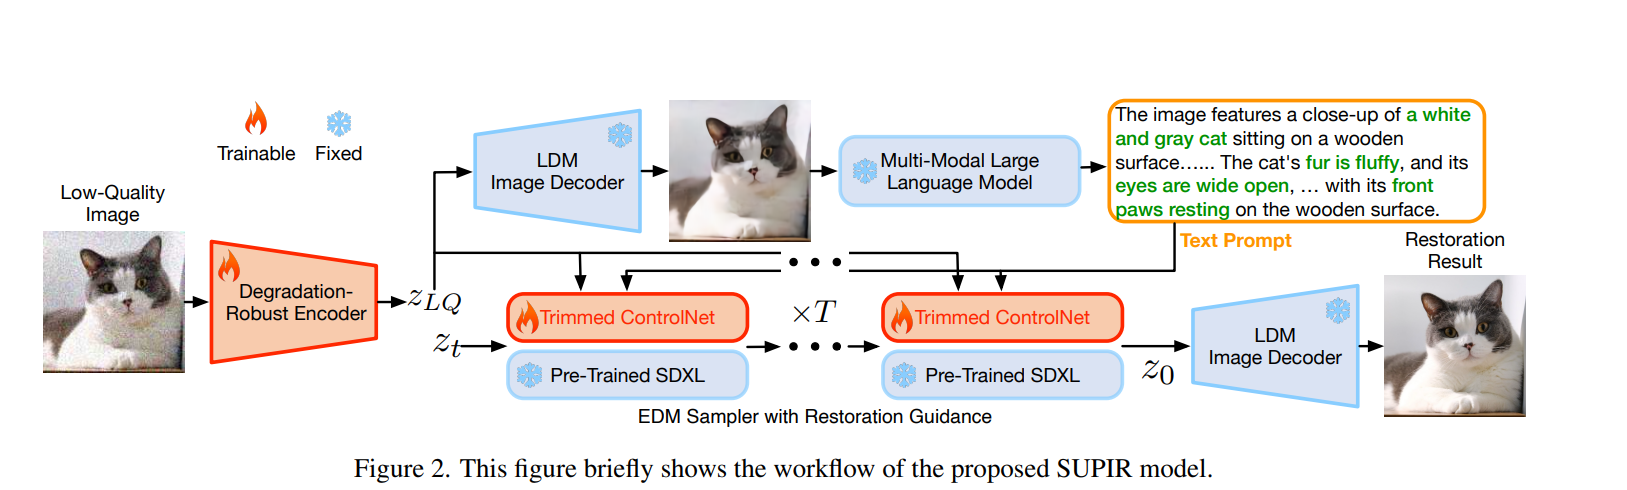 Trainable
Fixed
Low-Quality
Image
Degradation-
Robust Encoder
z_{LQ}
z_t
LDM
Image Decoder
Multi-Modal Large
Language Model
The image features a close-up of a white
and gray cat sitting on a wooden
surface…... The cat's fur is fluffy, and its
eyes are wide open, … with its front
paws resting on the wooden surface.
Text Prompt
Trimmed ControlNet
Pre-Trained SDXL
×T
Trimmed ControlNet
Pre-Trained SDXL
EDM Sampler with Restoration Guidance
z_0
LDM
Image Decoder
Restoration
Result
Figure 2. This figure briefly shows the workflow of the proposed SUPIR model.